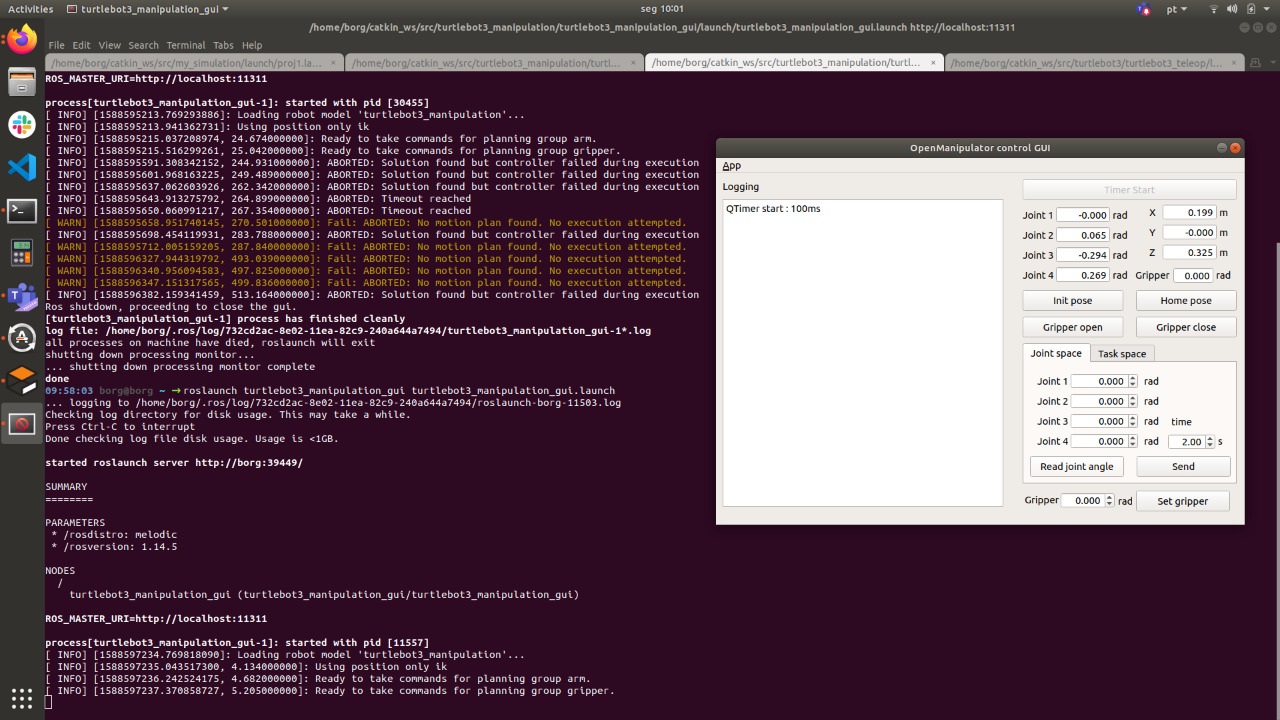 Activities turtlebot3_manipulation_gui seg 10:01 pt
/home/borg/catkin_ws/src/turtlebot3_manipulation/turtlebot3_manipulation_gui/launch/turtlebot3_manipulation_gui.launch http://localhost:11311
File Edit View Search Terminal Tabs Help
/home/borg/catkin_ws/src/my_simulation/launch/proj1.la... × /home/borg/catkin_ws/src/turtlebot3_manipulation/turtl... × /home/borg/catkin_ws/src/turtlebot3_manipulation/turtl... × /home/borg/catkin_ws/src/turtlebot3/turtlebot3_teleop/l... ×
ROS_MASTER_URI=http://localhost:11311
process[turtlebot3_manipulation_gui-1]: started with pid [30455]
[ INFO] [1588595213.769293886]: Loading robot model 'turtlebot3_manipulation'...
[ INFO] [1588595213.941362731]: Using position only ik
[ INFO] [1588595215.037208974, 24.674000000]: Ready to take commands for planning group arm.
[ INFO] [1588595215.516299261, 25.042000000]: Ready to take commands for planning group gripper.
[ INFO] [1588595591.308342152, 244.931000000]: ABORTED: Solution found but controller failed during execution
[ INFO] [1588595601.968163225, 249.489000000]: ABORTED: Solution found but controller failed during execution
[ INFO] [1588595637.062603926, 262.342000000]: ABORTED: Solution found but controller failed during execution
[ INFO] [1588595643.913275792, 264.899000000]: ABORTED: Timeout reached
[ INFO] [1588595650.060991217, 267.354000000]: ABORTED: Timeout reached
[ WARN] [1588595658.951740145, 270.501000000]: Fail: ABORTED: No motion plan found. No execution attempted.
[ INFO] [1588595698.454119931, 283.788000000]: ABORTED: Solution found but controller failed during execution
[ WARN] [1588595712.005159205, 287.840000000]: Fail: ABORTED: No motion plan found. No execution attempted.
[ WARN] [1588596327.944319792, 493.039000000]: Fail: ABORTED: No motion plan found. No execution attempted.
[ WARN] [1588596340.956094583, 497.825000000]: Fail: ABORTED: No motion plan found. No execution attempted.
[ WARN] [1588596347.151317565, 499.836000000]: Fail: ABORTED: No motion plan found. No execution attempted.
[ INFO] [1588596382.159341459, 513.164000000]: ABORTED: Solution found but controller failed during execution
Ros shutdown, proceeding to close the gui.
[turtlebot3_manipulation_gui-1] process has finished cleanly
log file: /home/borg/.ros/log/732cd2ac-8e02-11ea-82c9-240a644a7494/turtlebot3_manipulation_gui-1*.log
all processes on machine have died, roslaunch will exit
shutting down processing monitor...
... shutting down processing monitor complete
done
09:58:03 borg@borg ~ →roslaunch turtlebot3_manipulation_gui turtlebot3_manipulation_gui.launch
... logging to /home/borg/.ros/log/732cd2ac-8e02-11ea-82c9-240a644a7494/roslaunch-borg-11503.log
Checking log directory for disk usage. This may take a while.
Press Ctrl-C to interrupt
Done checking log file disk usage. Usage is <1GB.
started roslaunch server http://borg:39449/
SUMMARY
========
PARAMETERS
* /rosdistro: melodic
* /rosversion: 1.14.5
NODES
/
turtlebot3_manipulation_gui (turtlebot3_manipulation_gui/turtlebot3_manipulation_gui)
ROS_MASTER_URI=http://localhost:11311
process[turtlebot3_manipulation_gui-1]: started with pid [11557]
[ INFO] [1588597234.769818090]: Loading robot model 'turtlebot3_manipulation'...
[ INFO] [1588597235.043517300, 4.134000000]: Using position only ik
[ INFO] [1588597236.242524175, 4.682000000]: Ready to take commands for planning group arm.
[ INFO] [1588597237.370858727, 5.205000000]: Ready to take commands for planning group gripper.
OpenManipulator control GUI
App
Logging
QTimer start : 100ms
Timer Start
Joint 1 -0.000 rad X 0.199 m
Joint 2 0.065 rad Y -0.000 m
Joint 3 -0.294 rad Z 0.325 m
Joint 4 0.269 rad Gripper 0.000 rad
Init pose Home pose
Gripper open Gripper close
Joint space Task space
Joint 1 0.000 rad
Joint 2 0.000 rad
Joint 3 0.000 rad time
Joint 4 0.000 rad 2.00 s
Read joint angle Send
Gripper 0.000 rad Set gripper